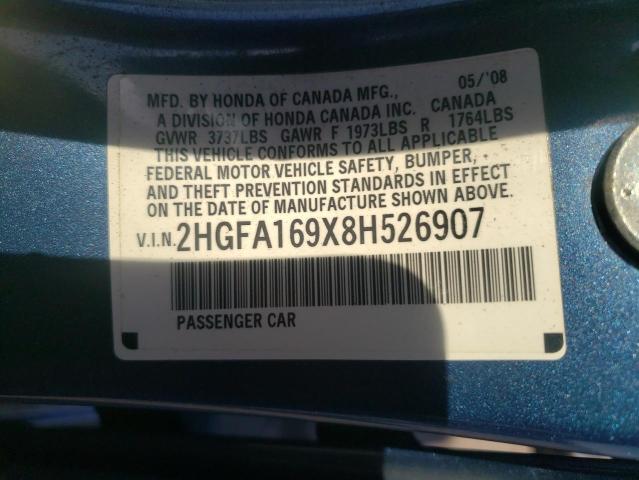 MFD. BY HONDA OF CANADA MFG., 05/'08
A DIVISION OF HONDA CANADA INC. CANADA
GVWR 3737LBS GAWR F 1973LBS R 1764LBS
THIS VEHICLE CONFORMS TO ALL APPLICABLE
FEDERAL MOTOR VEHICLE SAFETY, BUMPER,
AND THEFT PREVENTION STANDARDS IN EFFECT
ON THE DATE OF MANUFACTURE SHOWN ABOVE.
V.I.N. 2HGFA169X8H526907
PASSENGER CAR